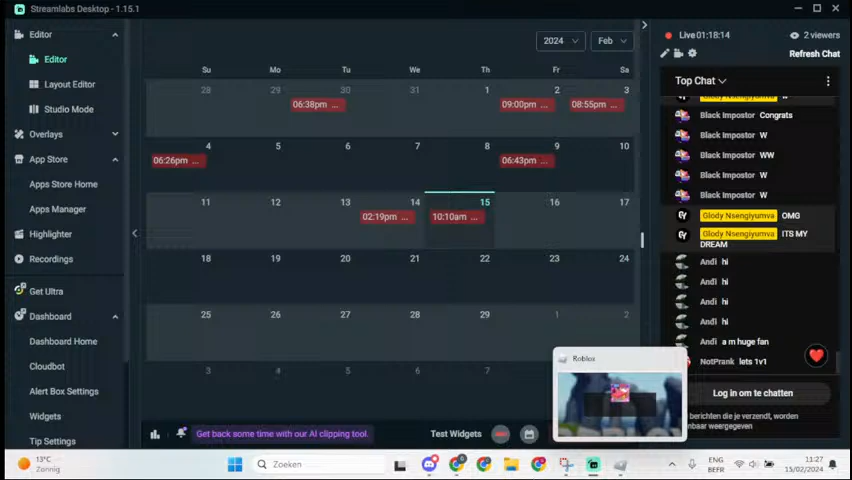 Streamlabs Desktop - 1.15.1
Editor
Editor
Layout Editor
Studio Mode
Overlays
App Store
Apps Store Home
Apps Manager
Highlighter
Recordings
Get Ultra
Dashboard
Dashboard Home
Cloudbot
Alert Box Settings
Widgets
Tip Settings
2024
Feb
Su Mo Tu We Th Fr Sa
28 29 30 31 1 2 3
06:38pm ... 09:00pm ... 08:55pm ...
4 5 6 7 8 9 10
06:26pm ... 06:43pm ...
11 12 13 14 15 16 17
02:19pm ... 10:10am ...
18 19 20 21 22 23 24
25 26 27 28 29 1 2
3 4 5 6 7
Roblox
Get back some time with our AI clipping tool.
Test Widgets
Live 01:18:14
2 viewers
Refresh Chat
Top Chat
Black Impostor Congrats
Black Impostor W
Black Impostor WW
Black Impostor W
Black Impostor W
Glody Nsengiyumva OMG
Glody Nsengiyumva ITS MY
DREAM
Andi hi
Andi hi
Andi hi
Andi hi
Andi a m huge fan
NotPrank lets 1v1
Log in om te chatten
berichten die je verzendt, worden
nbaar weergegeven
13°C
Zonnig
Zoeken
ENG
BEFR
11:27
15/02/2024